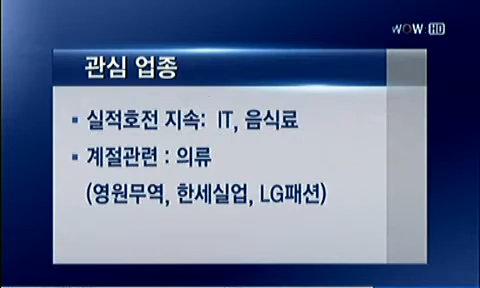 WOW:HD
관심 업종
▪ 실적호전 지속: IT, 음식료
▪ 계절관련 : 의류
(영원무역, 한세실업, LG패션)